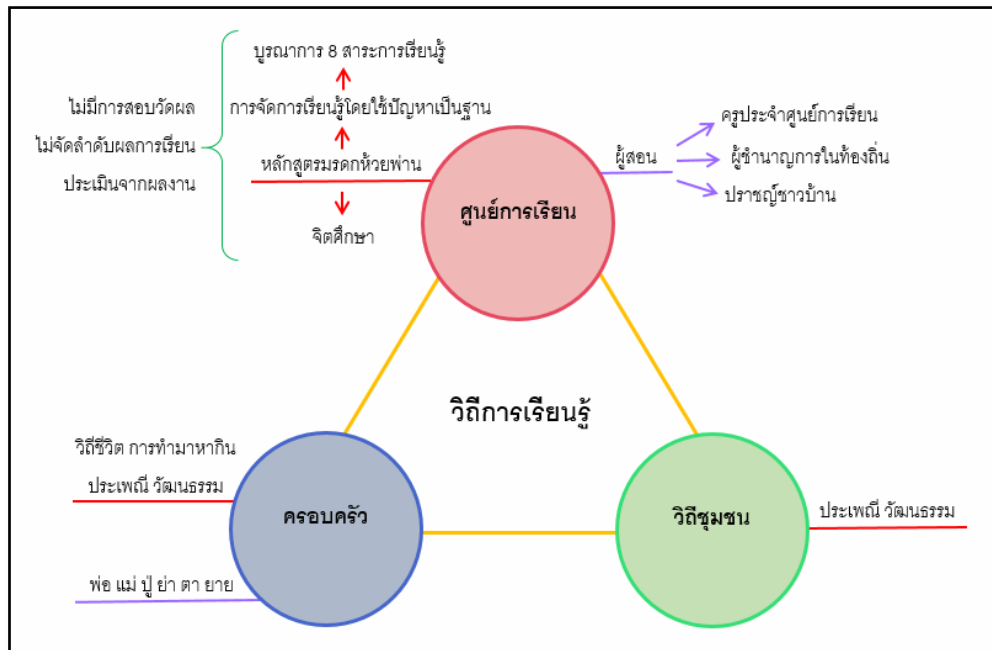 บูรณาการ 8 สาระการเรียนรู้
การจัดการเรียนรู้โดยใช้ปัญหาเป็นฐาน
หลักสูตรมรดกห้วยพ่าน
จิตศึกษา
ไม่มีการสอบวัดผล
ไม่จัดลำดับผลการเรียน
ประเมินจากผลงาน
ศูนย์การเรียน
ผู้สอน
ครูประจำศูนย์การเรียน
ผู้ชำนาญการในท้องถิ่น
ปราชญ์ชาวบ้าน
วิถีการเรียนรู้
วิถีชีวิต การทำมาหากิน
ประเพณี วัฒนธรรม
ครอบครัว
พ่อ แม่ ปู่ ย่า ตา ยาย
วิถีชุมชน
ประเพณี วัฒนธรรม